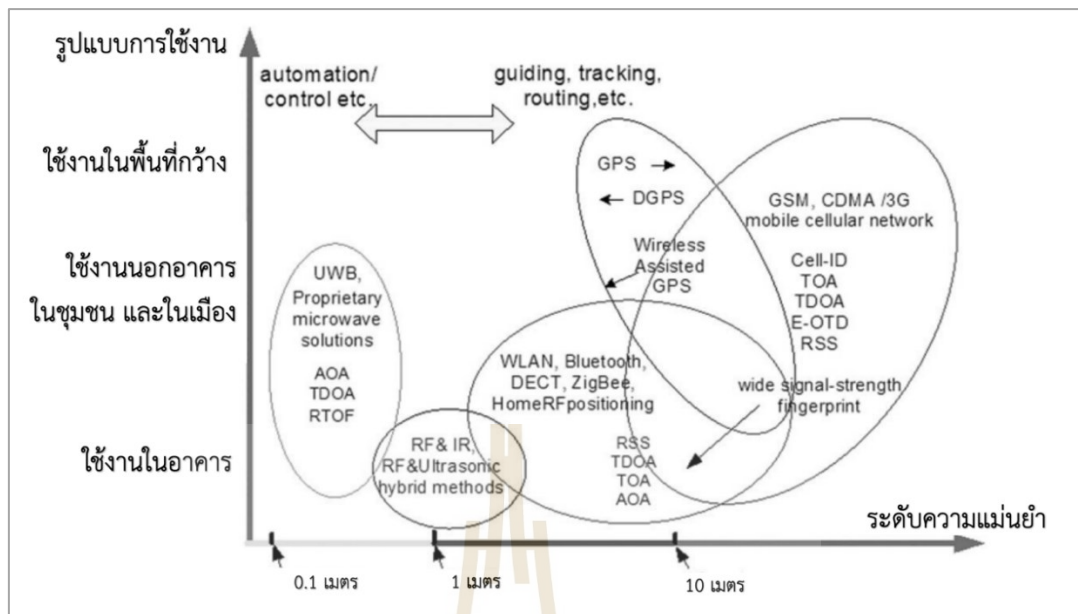 รูปแบบการใช้งาน
automation/
control etc.,
guiding, tracking,
routing,etc.
ใช้งานในพื้นที่กว้าง
GPS
DGPS
GSM, CDMA /3G
mobile cellular network
ใช้งานนอกอาคาร
ในชุมชน และในเมือง
UWB,
Proprietary
microwave
solutions
AOA
TDOA
RTOF
Wireless
Assisted
GPS
Cell-ID
TOA
TDOA
E-OTD
RSS
WLAN, Bluetooth,
DECT, ZigBee,
HomeRFpositioning
wide signal-strength
fingerprint
ใช้งานในอาคาร
RF& IR,
RF&Ultrasonic
hybrid methods
RSS
TDOA
TOA
AOA
ระดับความแม่นยำ
0.1 เมตร
1 เมตร
10 เมตร